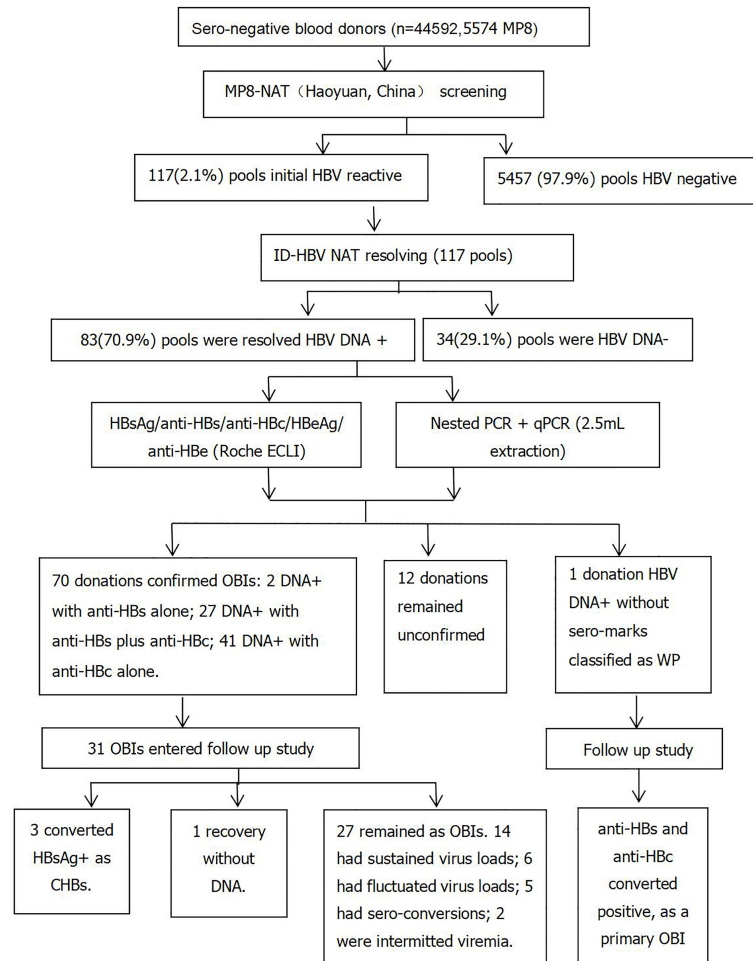 Sero-negative blood donors (n=44592,5574 MP8)
MP8-NAT（Haoyuan, China） screening
117(2.1%) pools initial HBV reactive
5457 (97.9%) pools HBV negative
ID-HBV NAT resolving (117 pools)
83(70.9%) pools were resolved HBV DNA +
34(29.1%) pools were HBV DNA-
HBsAg/anti-HBs/anti-HBc/HBeAg/
anti-HBe (Roche ECLI)
Nested PCR + qPCR (2.5mL
extraction)
70 donations confirmed OBIs: 2 DNA+
with anti-HBs alone; 27 DNA+ with
anti-HBs plus anti-HBc; 41 DNA+ with
anti-HBc alone.
12 donations
remained
unconfirmed
1 donation HBV
DNA+ without
sero-marks
classified as WP
31 OBIs entered follow up study
Follow up study
3 converted
HBsAg+ as
CHBs.
1 recovery
without
DNA.
27 remained as OBIs. 14
had sustained virus loads; 6
had fluctuated virus loads; 5
had sero-conversions; 2
were intermitted viremia.
anti-HBs and
anti-HBc
converted
positive, as a
primary OBI